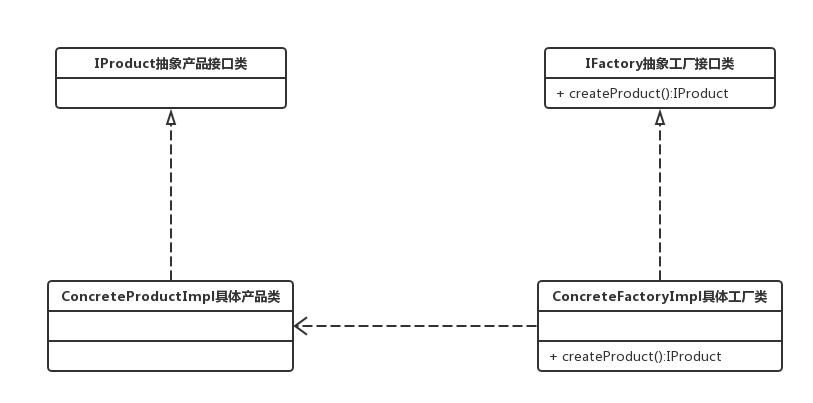 IProduct抽象产品接口类
IFactory抽象工厂接口类
+ createProduct():IProduct
ConcreteProductImpl具体产品类
ConcreteFactoryImpl具体工厂类
+ createProduct():IProduct